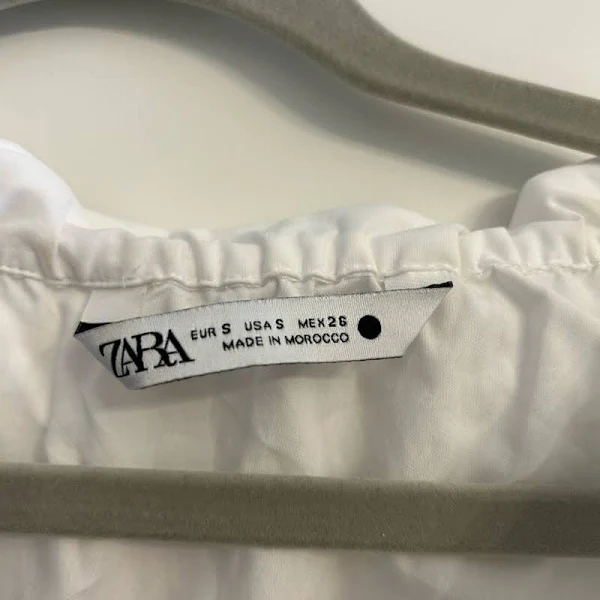 ZARA
EUR S USA S MEX 26
MADE IN MOROCCO